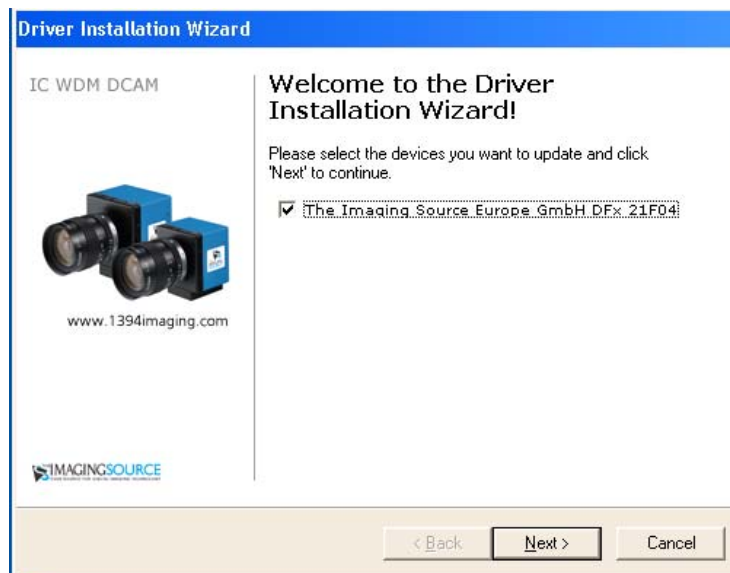 Driver Installation Wizard
IC WDM DCAM
Welcome to the Driver
Installation Wizard!
Please select the devices you want to update and click
'Next' to continue.
The Imaging Source Europe GmbH DFx 21F04
www.1394imaging.com
IMAGINGSOURCE
< Back
Next >
Cancel